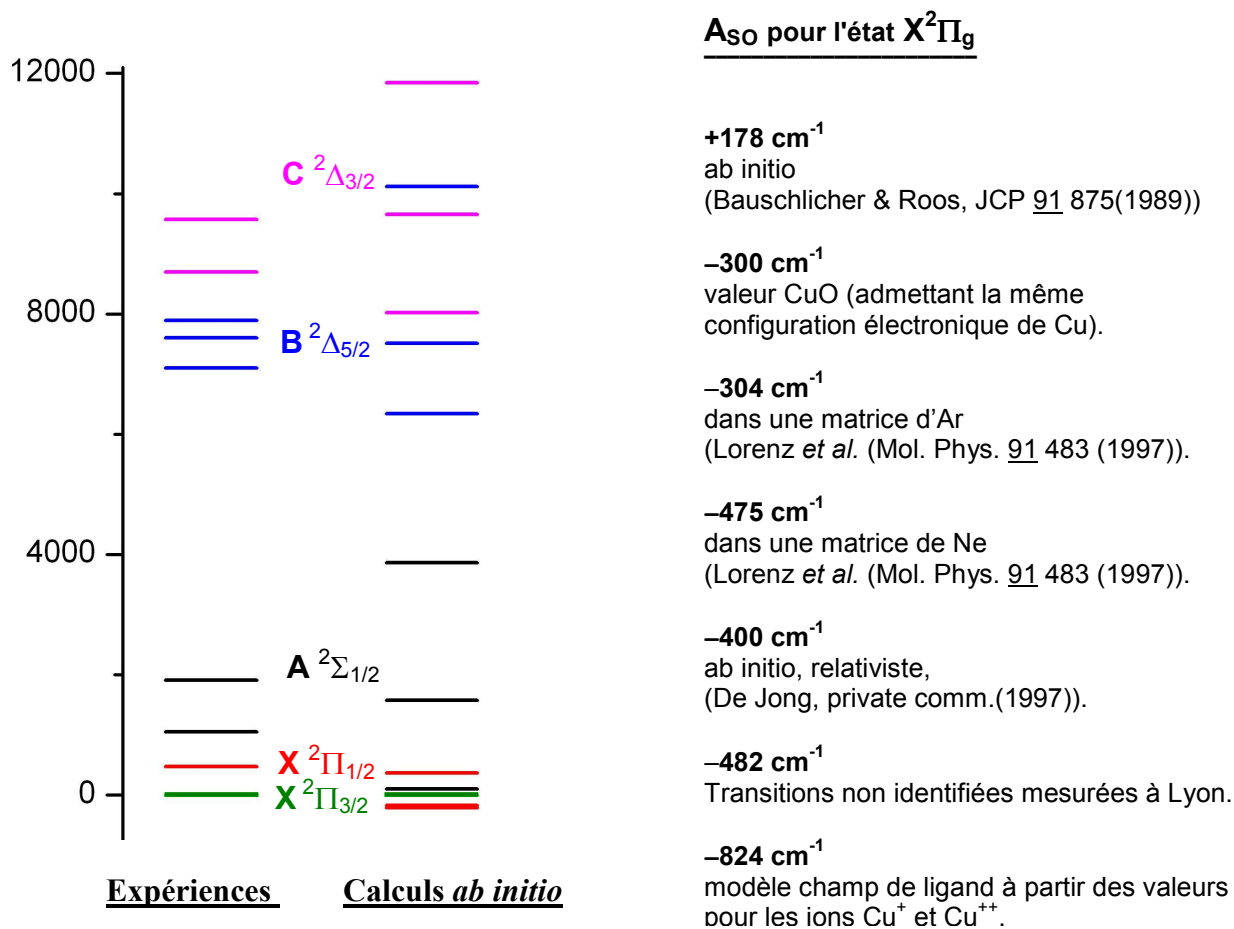 12000
8000
4000
0
C ²Δ3/2
B ²Δ5/2
A ²Σ1/2
X ²Π1/2
X ²Π3/2
Expériences
Calculs ab initio
ASO pour l'état X²Πg
+178 cm⁻¹
ab initio
(Bauschlicher & Roos, JCP 91 875(1989))
–300 cm⁻¹
valeur CuO (admettant la même
configuration électronique de Cu).
–304 cm⁻¹
dans une matrice d'Ar
(Lorenz et al. (Mol. Phys. 91 483 (1997)).
–475 cm⁻¹
dans une matrice de Ne
(Lorenz et al. (Mol. Phys. 91 483 (1997)).
–400 cm⁻¹
ab initio, relativiste,
(De Jong, private comm.(1997)).
–482 cm⁻¹
Transitions non identifiées mesurées à Lyon.
–824 cm⁻¹
modèle champ de ligand à partir des valeurs
pour les ions Cu⁺ et Cu⁺⁺.